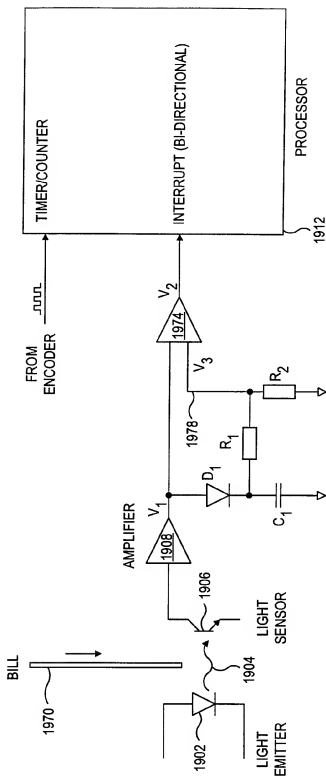 BILL
1970
LIGHT
EMITTER
1902
1904
LIGHT
SENSOR
1906
AMPLIFIER
1908
V1
D1
C1
R1
R2
1978
V3
1974
V2
FROM
ENCODER
TIMER/COUNTER
INTERRUPT (BI-DIRECTIONAL)
PROCESSOR
1912